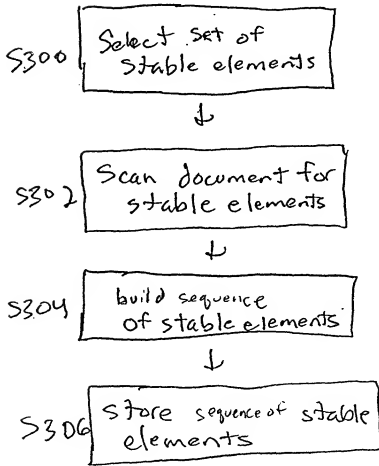 S300
Select set of
stable elements
S302
Scan document for
stable elements
S304
build sequence
of stable elements
S306
store sequence of stable
elements